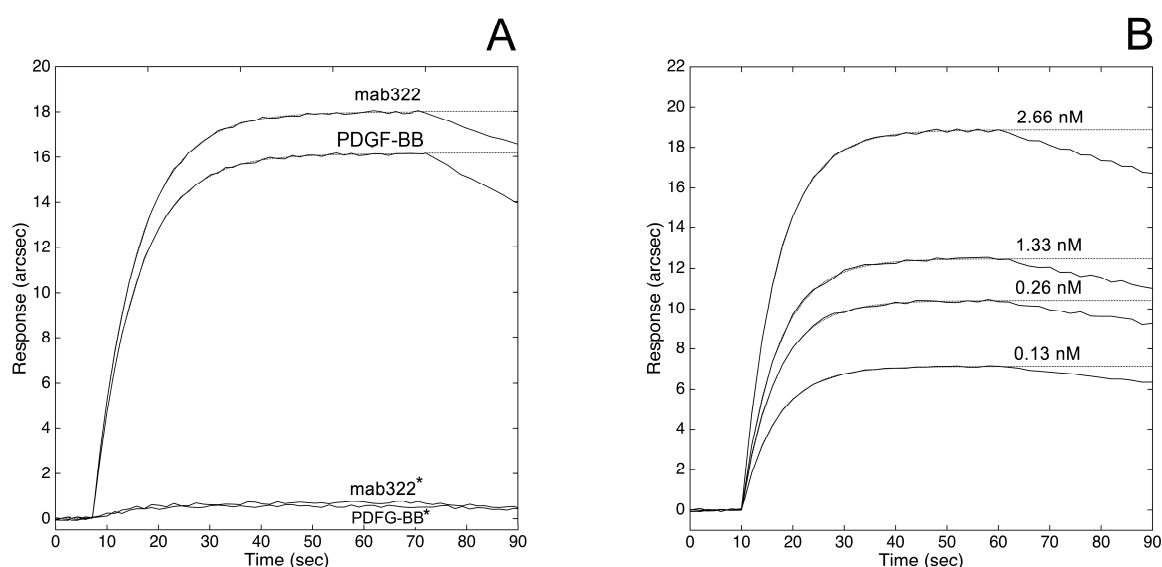 A
20
18
16
14
12
10
8
6
4
2
0
Response (arcsec)
mab322
PDGF-BB
mab322*
PDFG-BB*
0 10 20 30 40 50 60 70 80 90
Time (sec)
B
22
20
18
16
14
12
10
8
6
4
2
0
Response (arcsec)
2.66 nM
1.33 nM
0.26 nM
0.13 nM
0 10 20 30 40 50 60 70 80 90
Time (sec)